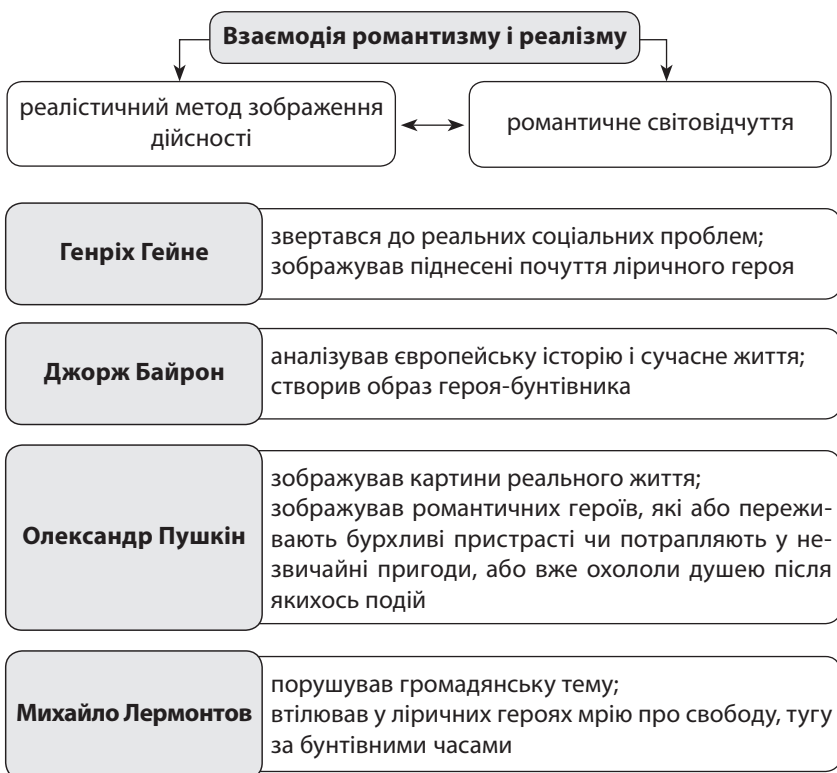 Взаємодія романтизму і реалізму
реалістичний метод зображення
дійсності
романтичне світовідчуття
Генріх Гейне
звертався до реальних соціальних проблем;
зображував піднесені почуття ліричного героя
Джорж Байрон
аналізував європейську історію і сучасне життя;
створив образ героя-бунтівника
Олександр Пушкін
зображував картини реального життя;
зображував романтичних героїв, які або пережи-
вають бурхливі пристрасті чи потрапляють у не-
звичайні пригоди, або вже охололи душею після
якихось подій
Михайло Лермонтов
порушував громадянську тему;
втілював у ліричних героях мрію про свободу, тугу
за бунтівними часами